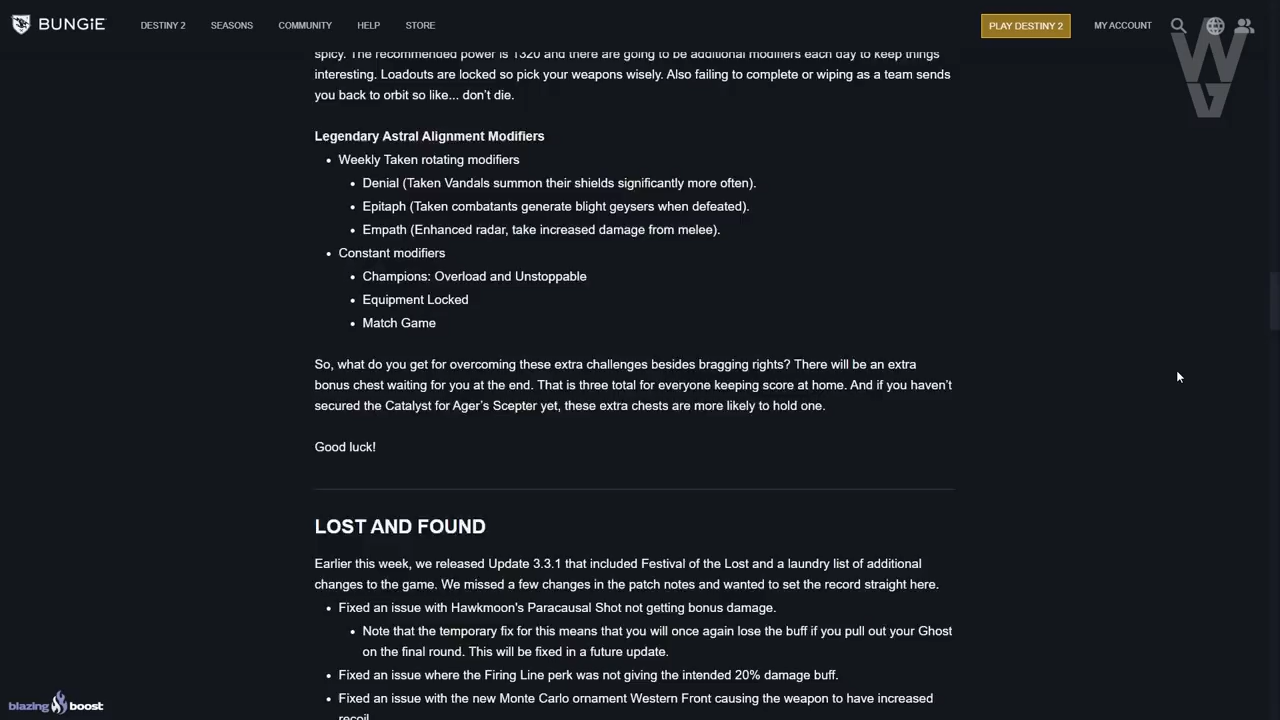 BUNGiE
DESTINY 2
SEASONS
COMMUNITY
HELP
STORE
PLAY DESTINY 2
MY ACCOUNT
spicy. The recommended power is 1320 and there are going to be additional modifiers each day to keep things
interesting. Loadouts are locked so pick your weapons wisely. Also failing to complete or wiping as a team sends
you back to orbit so like... don’t die.
Legendary Astral Alignment Modifiers
• Weekly Taken rotating modifiers
• Denial (Taken Vandals summon their shields significantly more often).
• Epitaph (Taken combatants generate blight geysers when defeated).
• Empath (Enhanced radar, take increased damage from melee).
• Constant modifiers
• Champions: Overload and Unstoppable
• Equipment Locked
• Match Game
So, what do you get for overcoming these extra challenges besides bragging rights? There will be an extra
bonus chest waiting for you at the end. That is three total for everyone keeping score at home. And if you haven’t
secured the Catalyst for Ager’s Scepter yet, these extra chests are more likely to hold one.
Good luck!
LOST AND FOUND
Earlier this week, we released Update 3.3.1 that included Festival of the Lost and a laundry list of additional
changes to the game. We missed a few changes in the patch notes and wanted to set the record straight here.
• Fixed an issue with Hawkmoon's Paracausal Shot not getting bonus damage.
• Note that the temporary fix for this means that you will once again lose the buff if you pull out your Ghost
on the final round. This will be fixed in a future update.
• Fixed an issue where the Firing Line perk was not giving the intended 20% damage buff.
• Fixed an issue with the new Monte Carlo ornament Western Front causing the weapon to have increased
recoil.
blazing boost